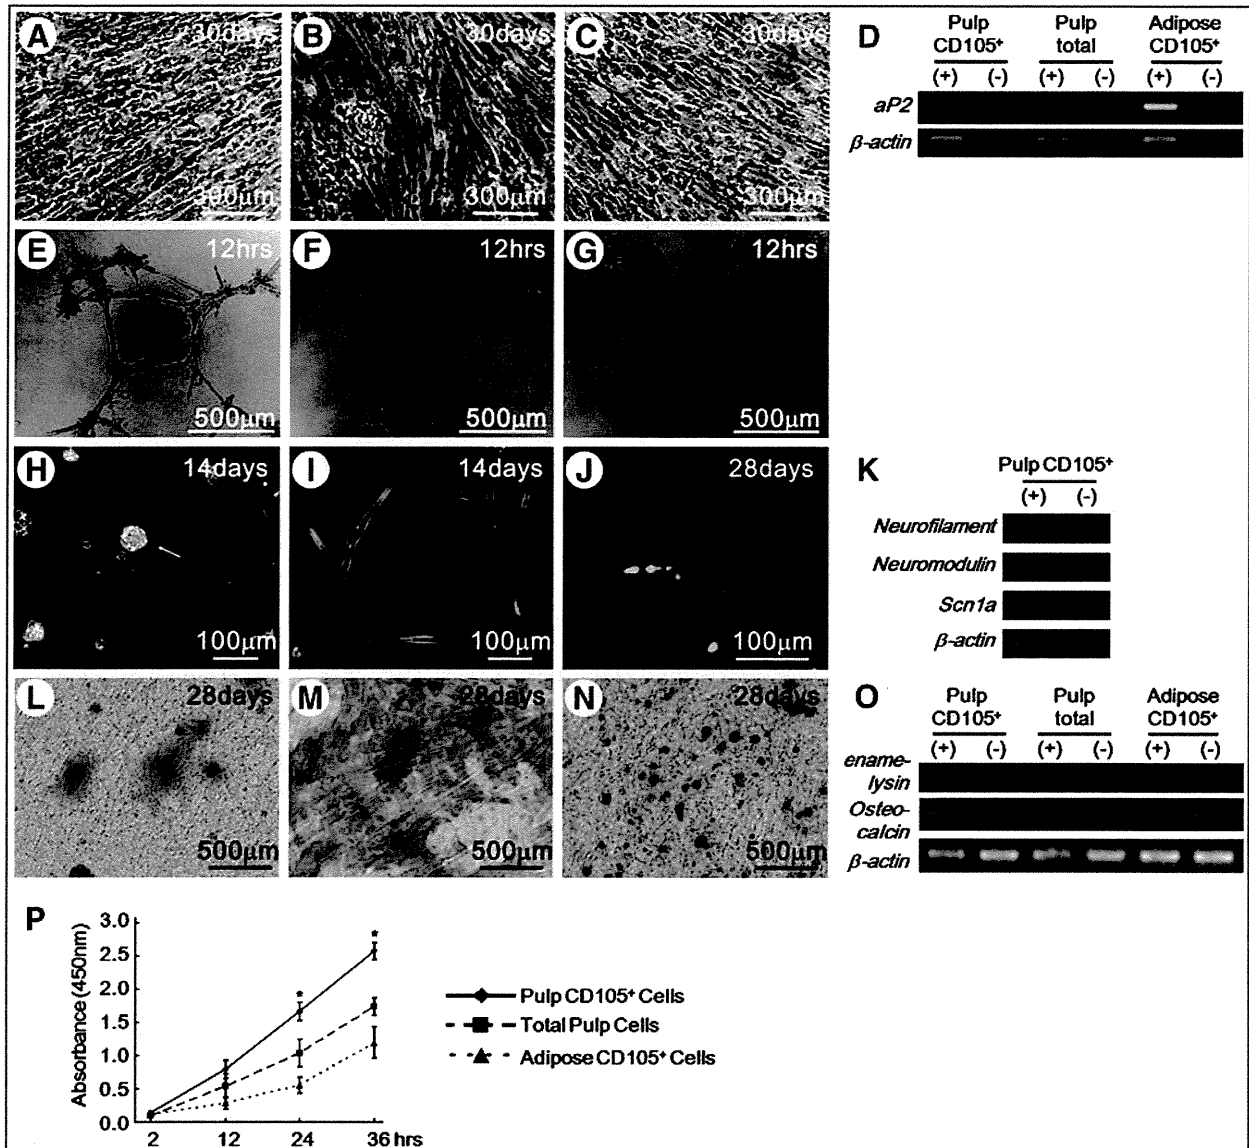 A 30days
B 30days
C 30days
300μm
300μm
300μm
D
Pulp CD105⁺
Pulp total
Adipose CD105⁺
(+) (-) (+) (-) (+) (-)
aP2
β-actin
E 12hrs
F 12hrs
G 12hrs
500μm
500μm
500μm
H 14days
I 14days
J 28days
100μm
100μm
100μm
K
Pulp CD105⁺
(+) (-)
Neurofilament
Neuromodulin
Scn1a
β-actin
L 28days
M 28days
N 28days
500μm
500μm
500μm
O
Pulp CD105⁺
Pulp total
Adipose CD105⁺
(+) (-) (+) (-) (+) (-)
ename-
lysin
Osteo-
calcin
β-actin
P
Absorbance (450nm)
3.0
2.5
2.0
1.5
1.0
0.5
0.0
2 12 24 36 hrs
*
*
Pulp CD105⁺ Cells
Total Pulp Cells
Adipose CD105⁺ Cells